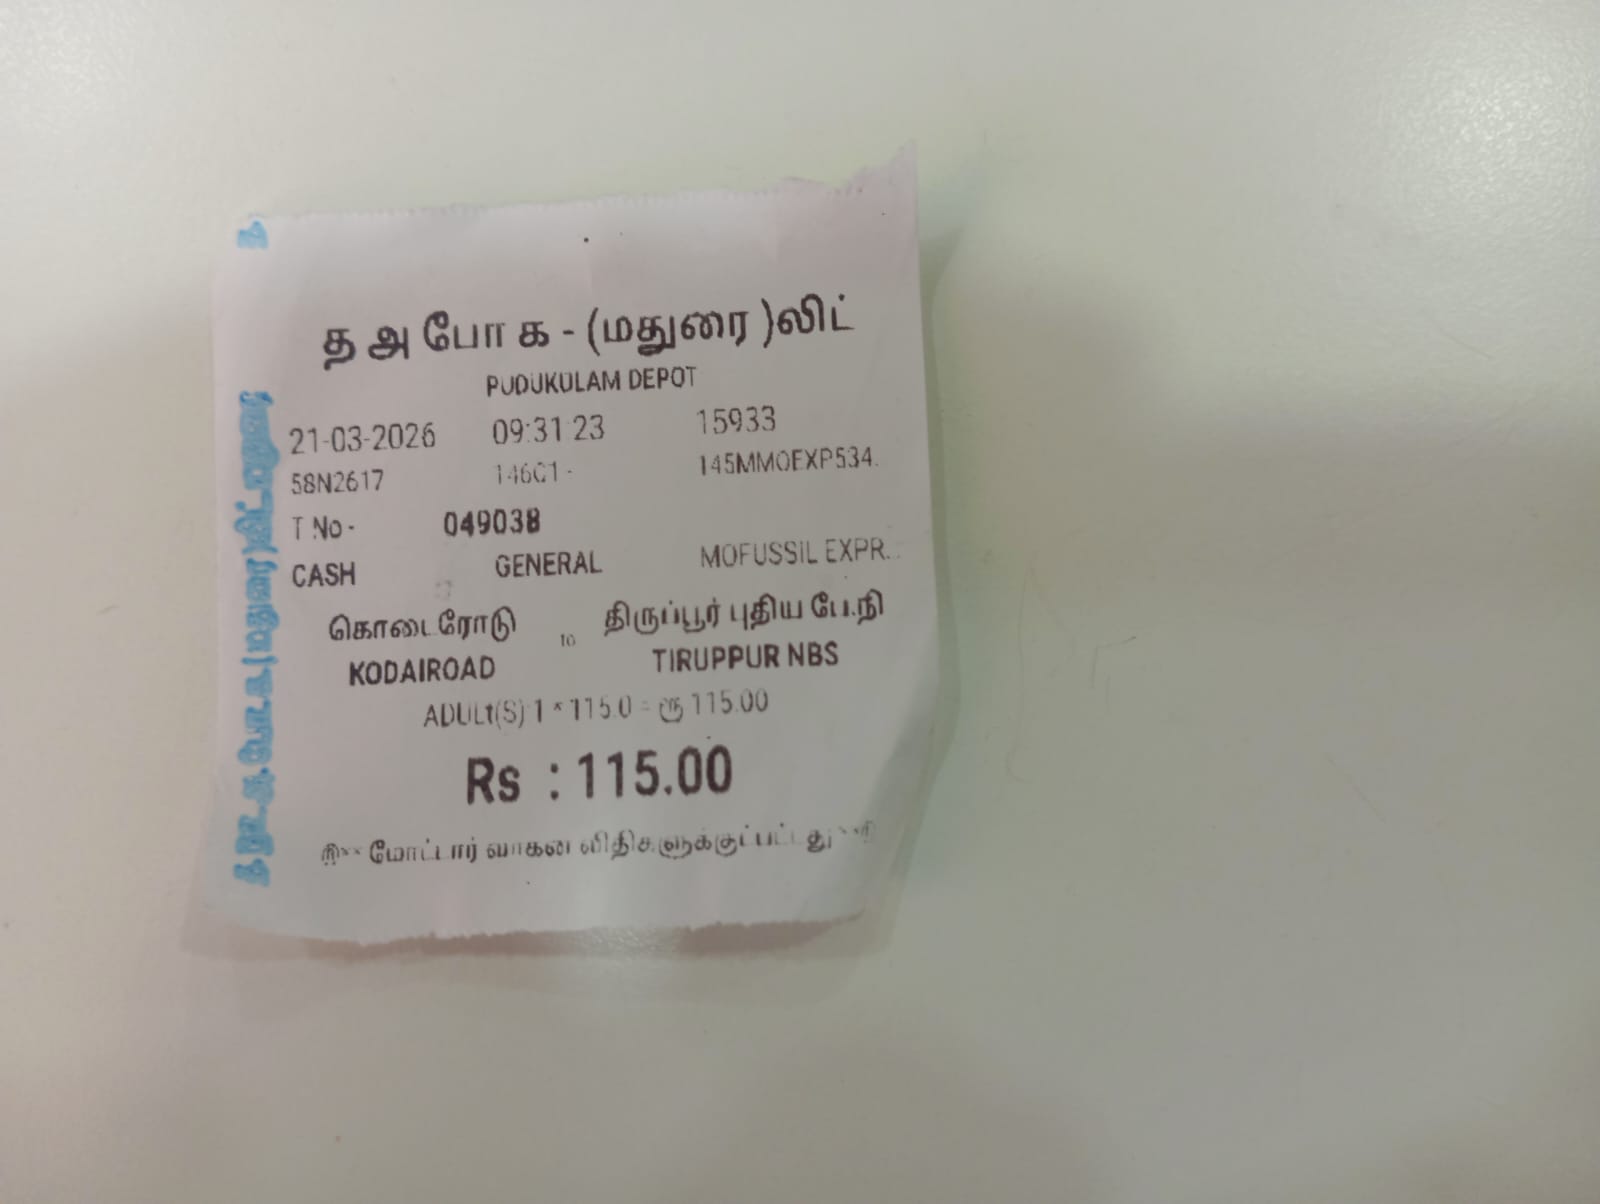 த அ போ க - (மதுரை )லிட்
PUDUKULAM DEPOT
21-03-2026 09:31:23 15933
58N2617 146C1 - 145MMOEXP534.
T No - 049038
CASH GENERAL MOFUSSIL EXPR...
கொடைரோடு to திருப்பூர் புதிய பே.நி
KODAIROAD TIRUPPUR NBS
ADULt(S) 1 * 115.0 = ரூ 115.00
Rs : 115.00
மோட்டார் வாகன விதிகளுக்குட்பட்டது